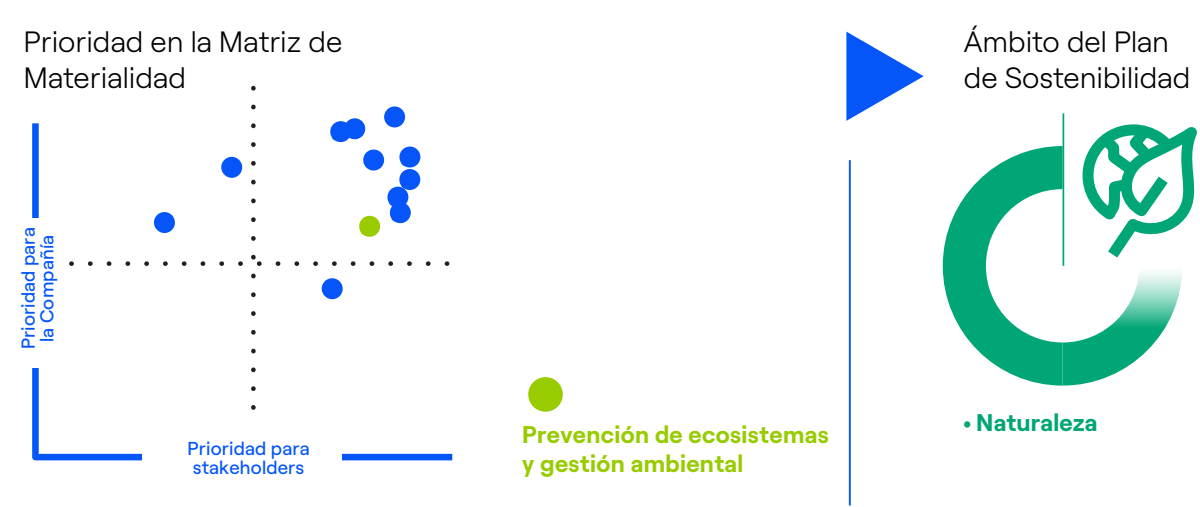 Prioridad en la Matriz de
Materialidad
Prioridad para
la Compañía
Prioridad para
stakeholders
Prevención de ecosistemas
y gestión ambiental
Ámbito del Plan
de Sostenibilidad
• Naturaleza